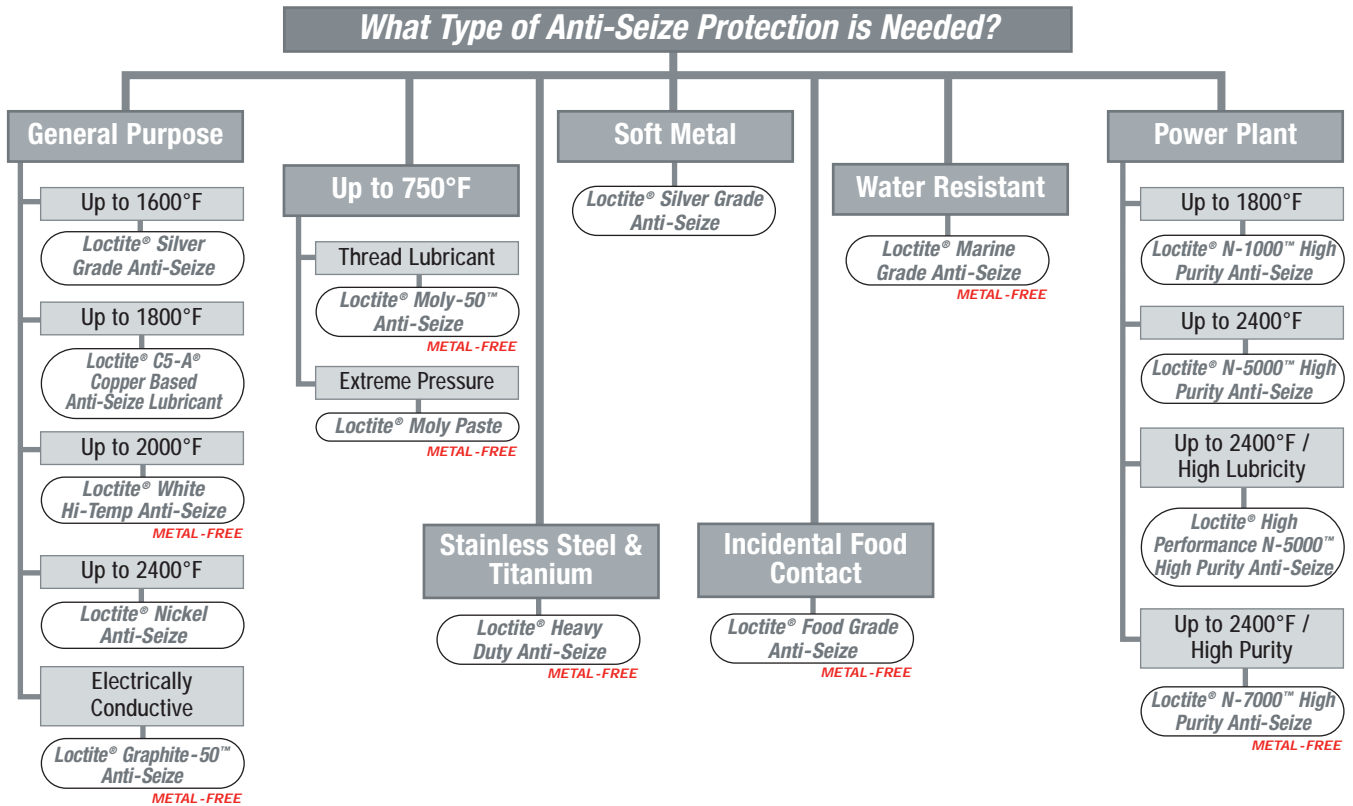 What Type of Anti-Seize Protection is Needed?
General Purpose
Up to 1600°F
Loctite® Silver
Grade Anti-Seize
Up to 1800°F
Loctite® C5-A®
Copper Based
Anti-Seize Lubricant
Up to 2000°F
Loctite® White
Hi-Temp Anti-Seize
METAL-FREE
Up to 2400°F
Loctite® Nickel
Anti-Seize
Electrically
Conductive
Loctite® Graphite-50™
Anti-Seize
METAL-FREE
Up to 750°F
Thread Lubricant
Loctite® Moly-50™
Anti-Seize
METAL-FREE
Extreme Pressure
Loctite® Moly Paste
METAL-FREE
Stainless Steel &
Titanium
Loctite® Heavy
Duty Anti-Seize
METAL-FREE
Soft Metal
Loctite® Silver Grade
Anti-Seize
Incidental Food
Contact
Loctite® Food Grade
Anti-Seize
METAL-FREE
Water Resistant
Loctite® Marine
Grade Anti-Seize
METAL-FREE
Power Plant
Up to 1800°F
Loctite® N-1000™ High
Purity Anti-Seize
Up to 2400°F
Loctite® N-5000™ High
Purity Anti-Seize
Up to 2400°F /
High Lubricity
Loctite® High
Performance N-5000™
High Purity Anti-Seize
Up to 2400°F /
High Purity
Loctite® N-7000™ High
Purity Anti-Seize
METAL-FREE